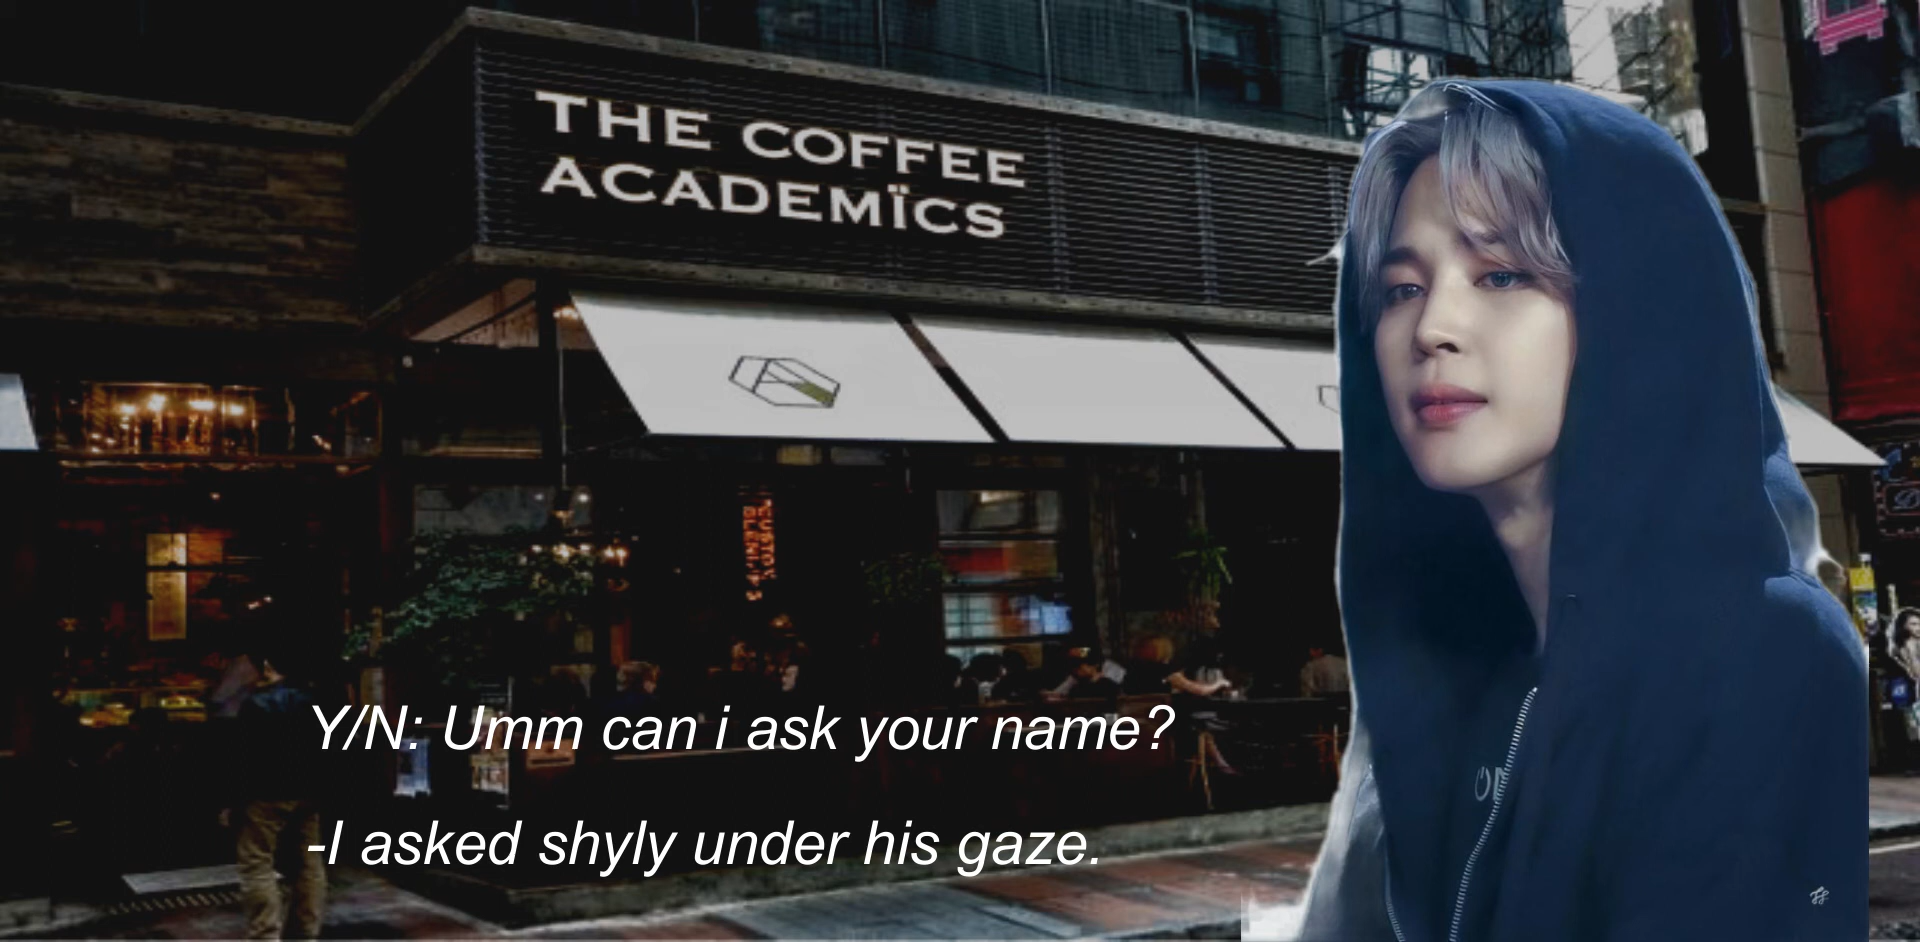 THE COFFEE
ACADEMÏCS
Y/N: Umm can i ask your name?
-I asked shyly under his gaze.